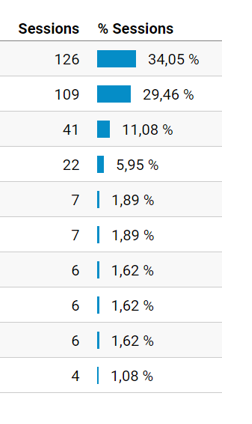 Sessions % Sessions
126 34,05 %
109 29,46 %
41 11,08 %
22 5,95 %
7 1,89 %
7 1,89 %
6 1,62 %
6 1,62 %
6 1,62 %
4 1,08 %